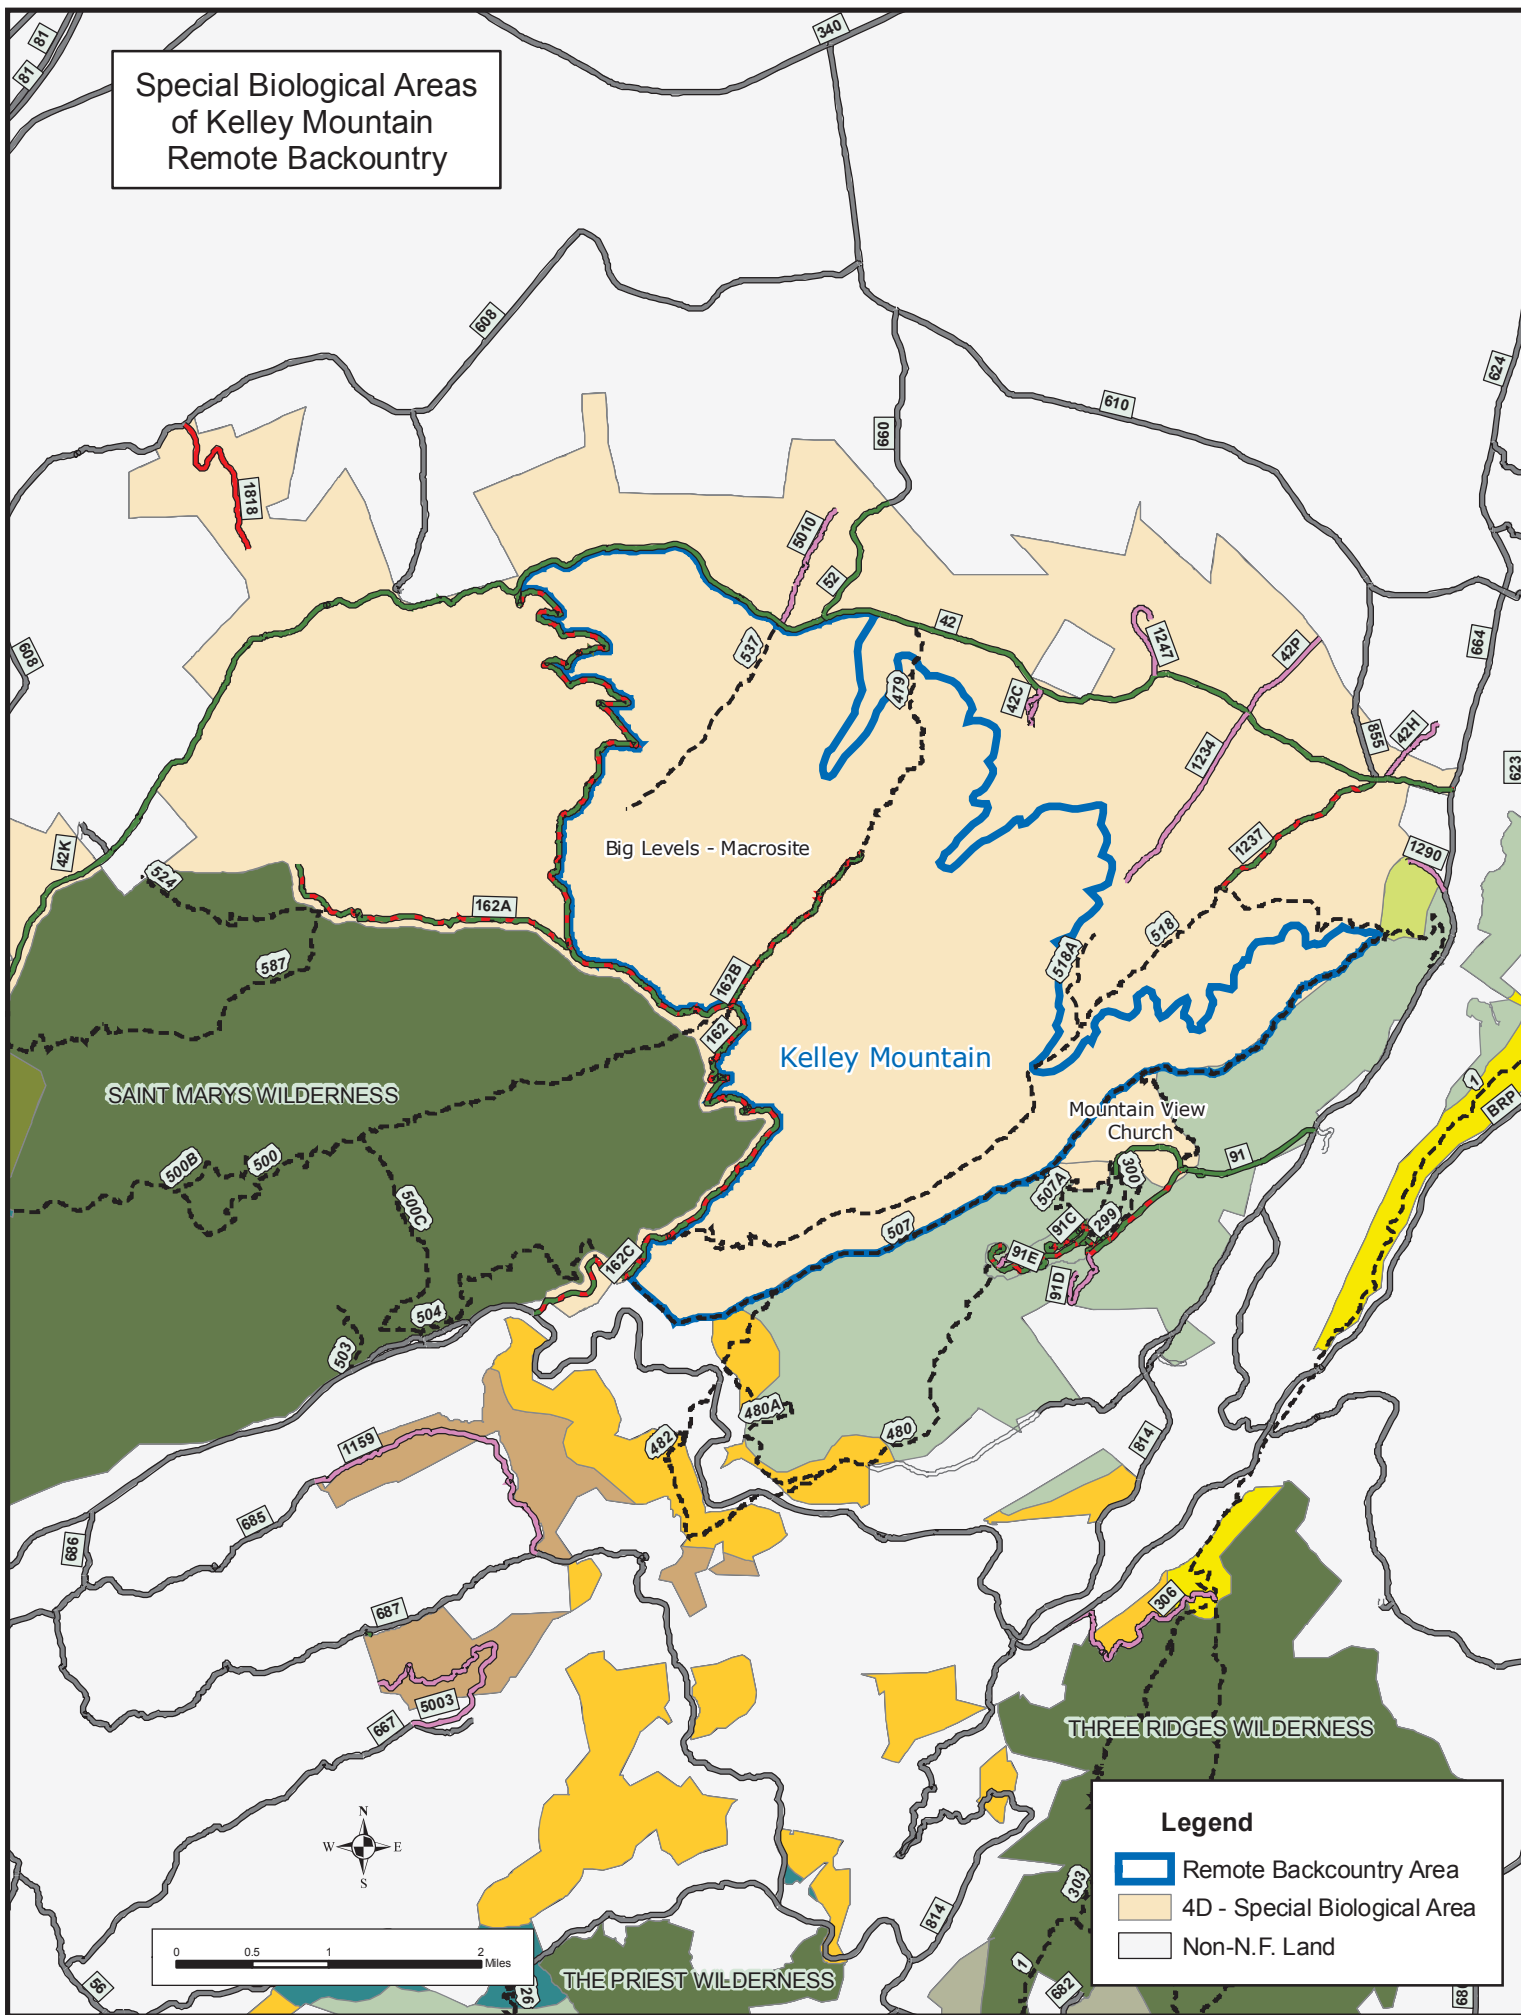 Special Biological Areas
of Kelley Mountain
Remote Backountry
81
81
340
608
624
610
660
1818
5010
52
42
537
1247
42P
664
608
479
42C
855
42H
623
1234
42K
524
Big Levels - Macrosite
1237
1290
162A
518
518A
587
162B
162
Kelley Mountain
SAINT MARYS WILDERNESS
1
BRP
Mountain View
Church
500B
500
91
300
507A
500C
507
91C
299
91E
162C
91D
504
503
480A
480
482
814
1159
685
686
306
687
5003
667
THREE RIDGES WILDERNESS
N
W
E
S
Legend
Remote Backcountry Area
4D - Special Biological Area
Non-N.F. Land
303
814
0
0.5
1
2
Miles
1
682
THE PRIEST WILDERNESS
56
26